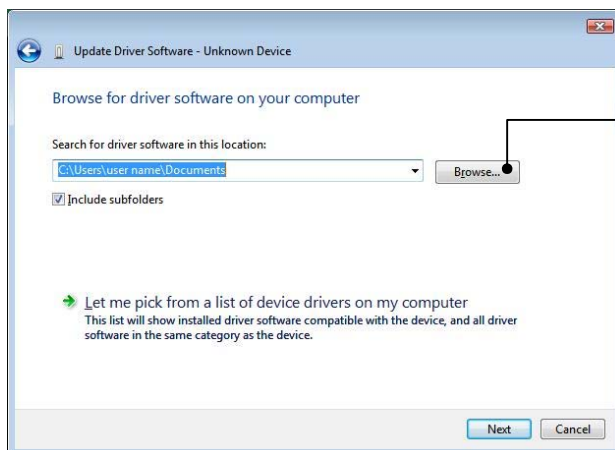 Update Driver Software - Unknown Device
Browse for driver software on your computer
Search for driver software in this location:
C:\Users\user name\Documents
Browse...
Include subfolders
Let me pick from a list of device drivers on my computer
This list will show installed driver software compatible with the device, and all driver
software in the same category as the device.
Next
Cancel